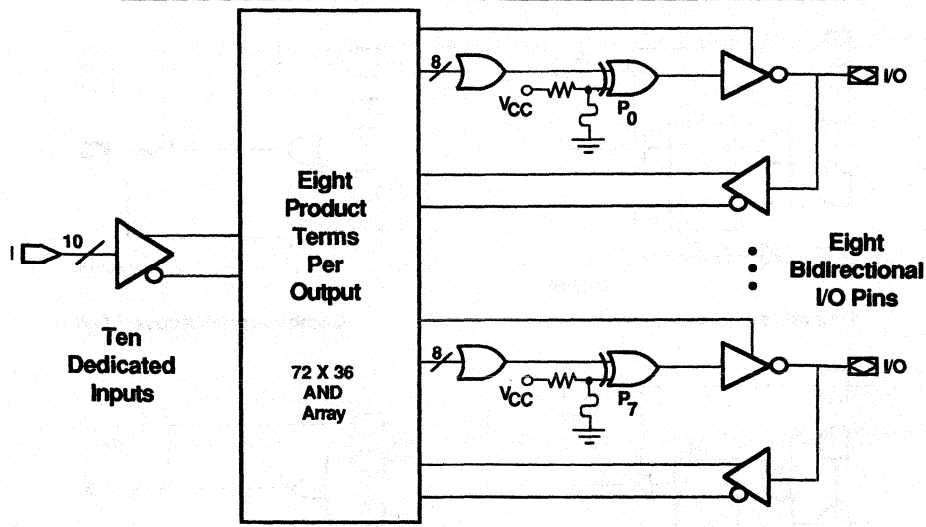 8
I/O
VCC
P0
Eight
Product
Terms
Per
Output
I
10
Eight
Bidirectional
I/O Pins
Ten
Dedicated
Inputs
72 X 36
AND
Array
8
I/O
VCC
P7